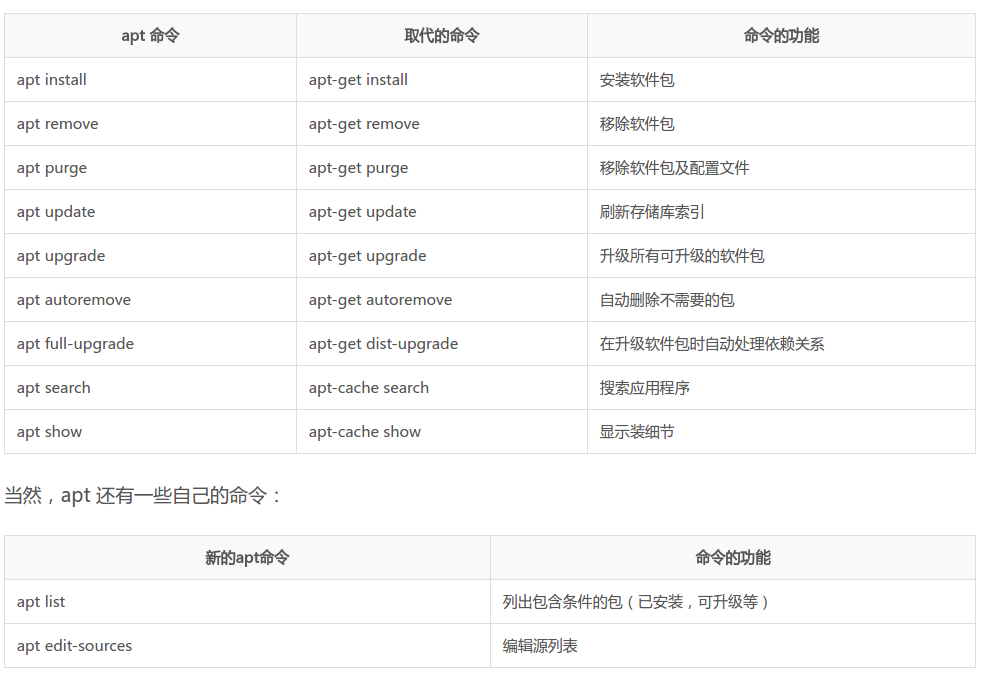 apt 命令 取代的命令 命令的功能
apt install apt-get install 安装软件包
apt remove apt-get remove 移除软件包
apt purge apt-get purge 移除软件包及配置文件
apt update apt-get update 刷新存储库索引
apt upgrade apt-get upgrade 升级所有可升级的软件包
apt autoremove apt-get autoremove 自动删除不需要的包
apt full-upgrade apt-get dist-upgrade 在升级软件包时自动处理依赖关系
apt search apt-cache search 搜索应用程序
apt show apt-cache show 显示装细节
当然，apt 还有一些自己的命令：
新的apt命令 命令的功能
apt list 列出包含条件的包（已安装，可升级等）
apt edit-sources 编辑源列表